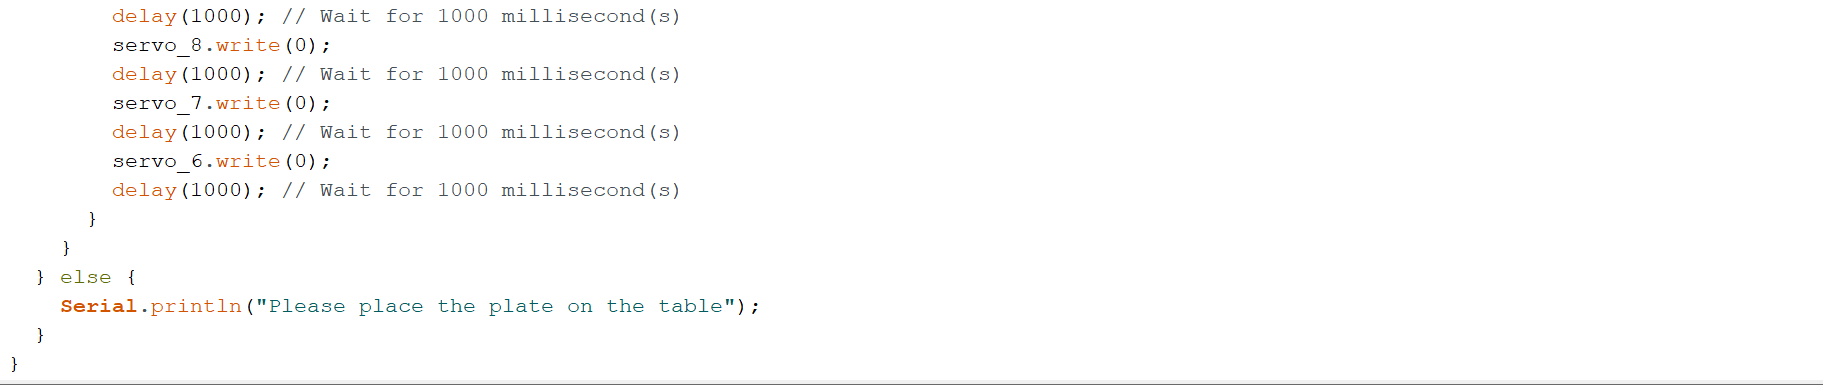 delay(1000); // Wait for 1000 millisecond(s)
servo_8.write(0);
delay(1000); // Wait for 1000 millisecond(s)
servo_7.write(0);
delay(1000); // Wait for 1000 millisecond(s)
servo_6.write(0);
delay(1000); // Wait for 1000 millisecond(s)
}
}
} else {
Serial.println("Please place the plate on the table");
}
}